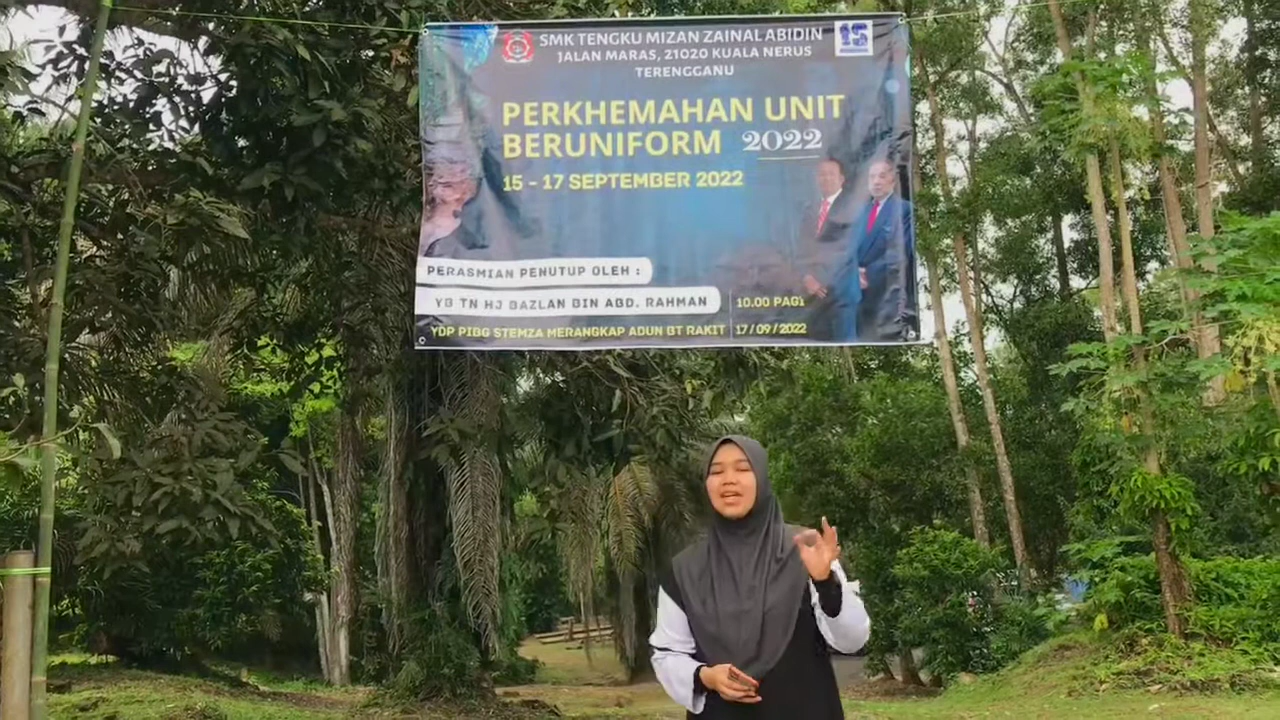 SMK TENGKU MIZAN ZAINAL ABIDIN
JALAN MARAS, 21020 KUALA NERUS
TERENGGANU
15
PERKHEMAHAN UNIT
BERUNIFORM 2022
15 - 17 SEPTEMBER 2022
PERASMIAN PENUTUP OLEH :
YB TN HJ BAZLAN BIN ABD. RAHMAN
10.00 PAGI
YDP PIBG STEMZA MERANGKAP ADUN BT RAKIT
17/09/2022